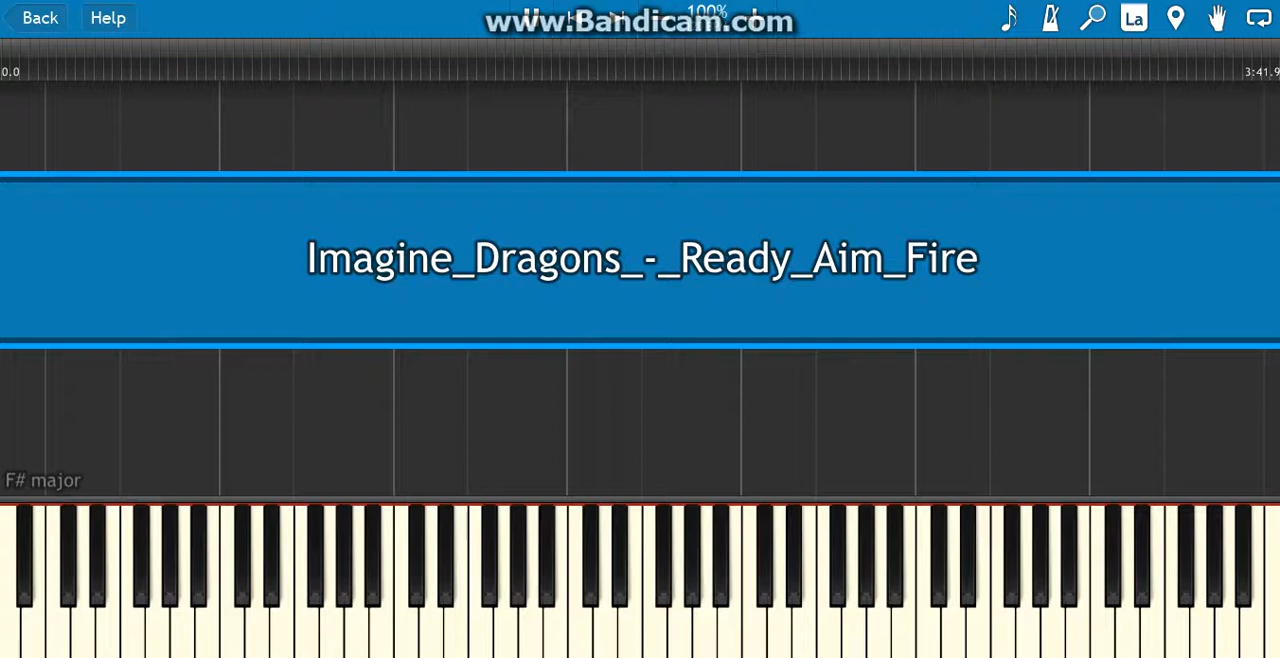 Back Help www.Bandicam.com 100% La
0.0 3:41.9
Imagine_Dragons_-_Ready_Aim_Fire
F# major